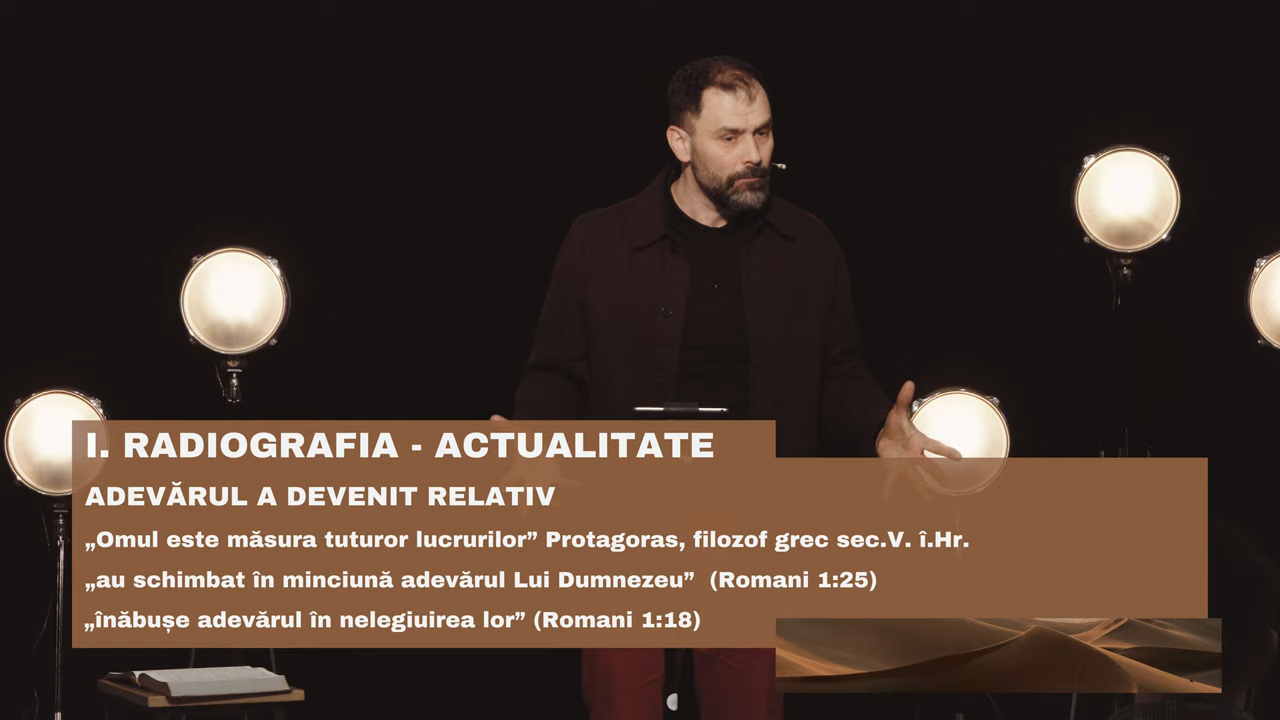 I. RADIOGRAFIA - ACTUALITATE
ADEVĂRUL A DEVENIT RELATIV
„Omul este măsura tuturor lucrurilor” Protagoras, filozof grec sec.V. î.Hr.
„au schimbat în minciună adevărul Lui Dumnezeu” (Romani 1:25)
„înăbușe adevărul în nelegiuirea lor” (Romani 1:18)